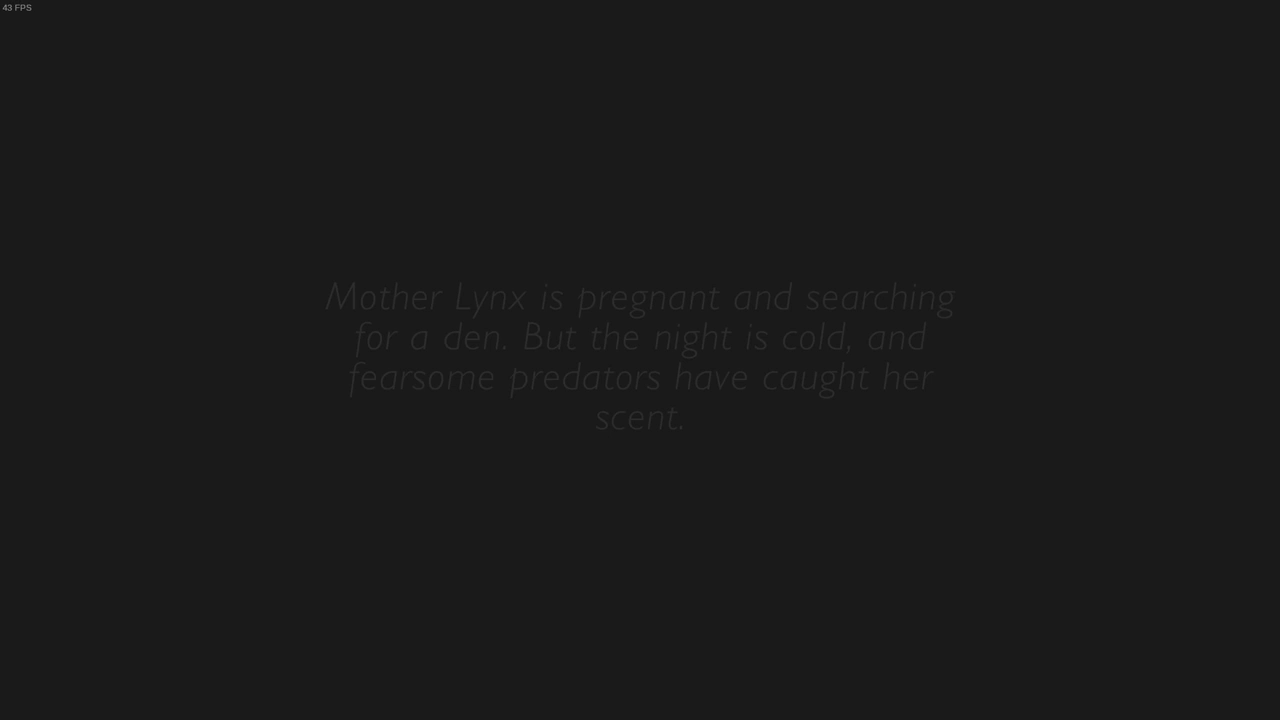 43 FPS
Mother Lynx is pregnant and searching
for a den. But the night is cold, and
fearsome predators have caught her
scent.